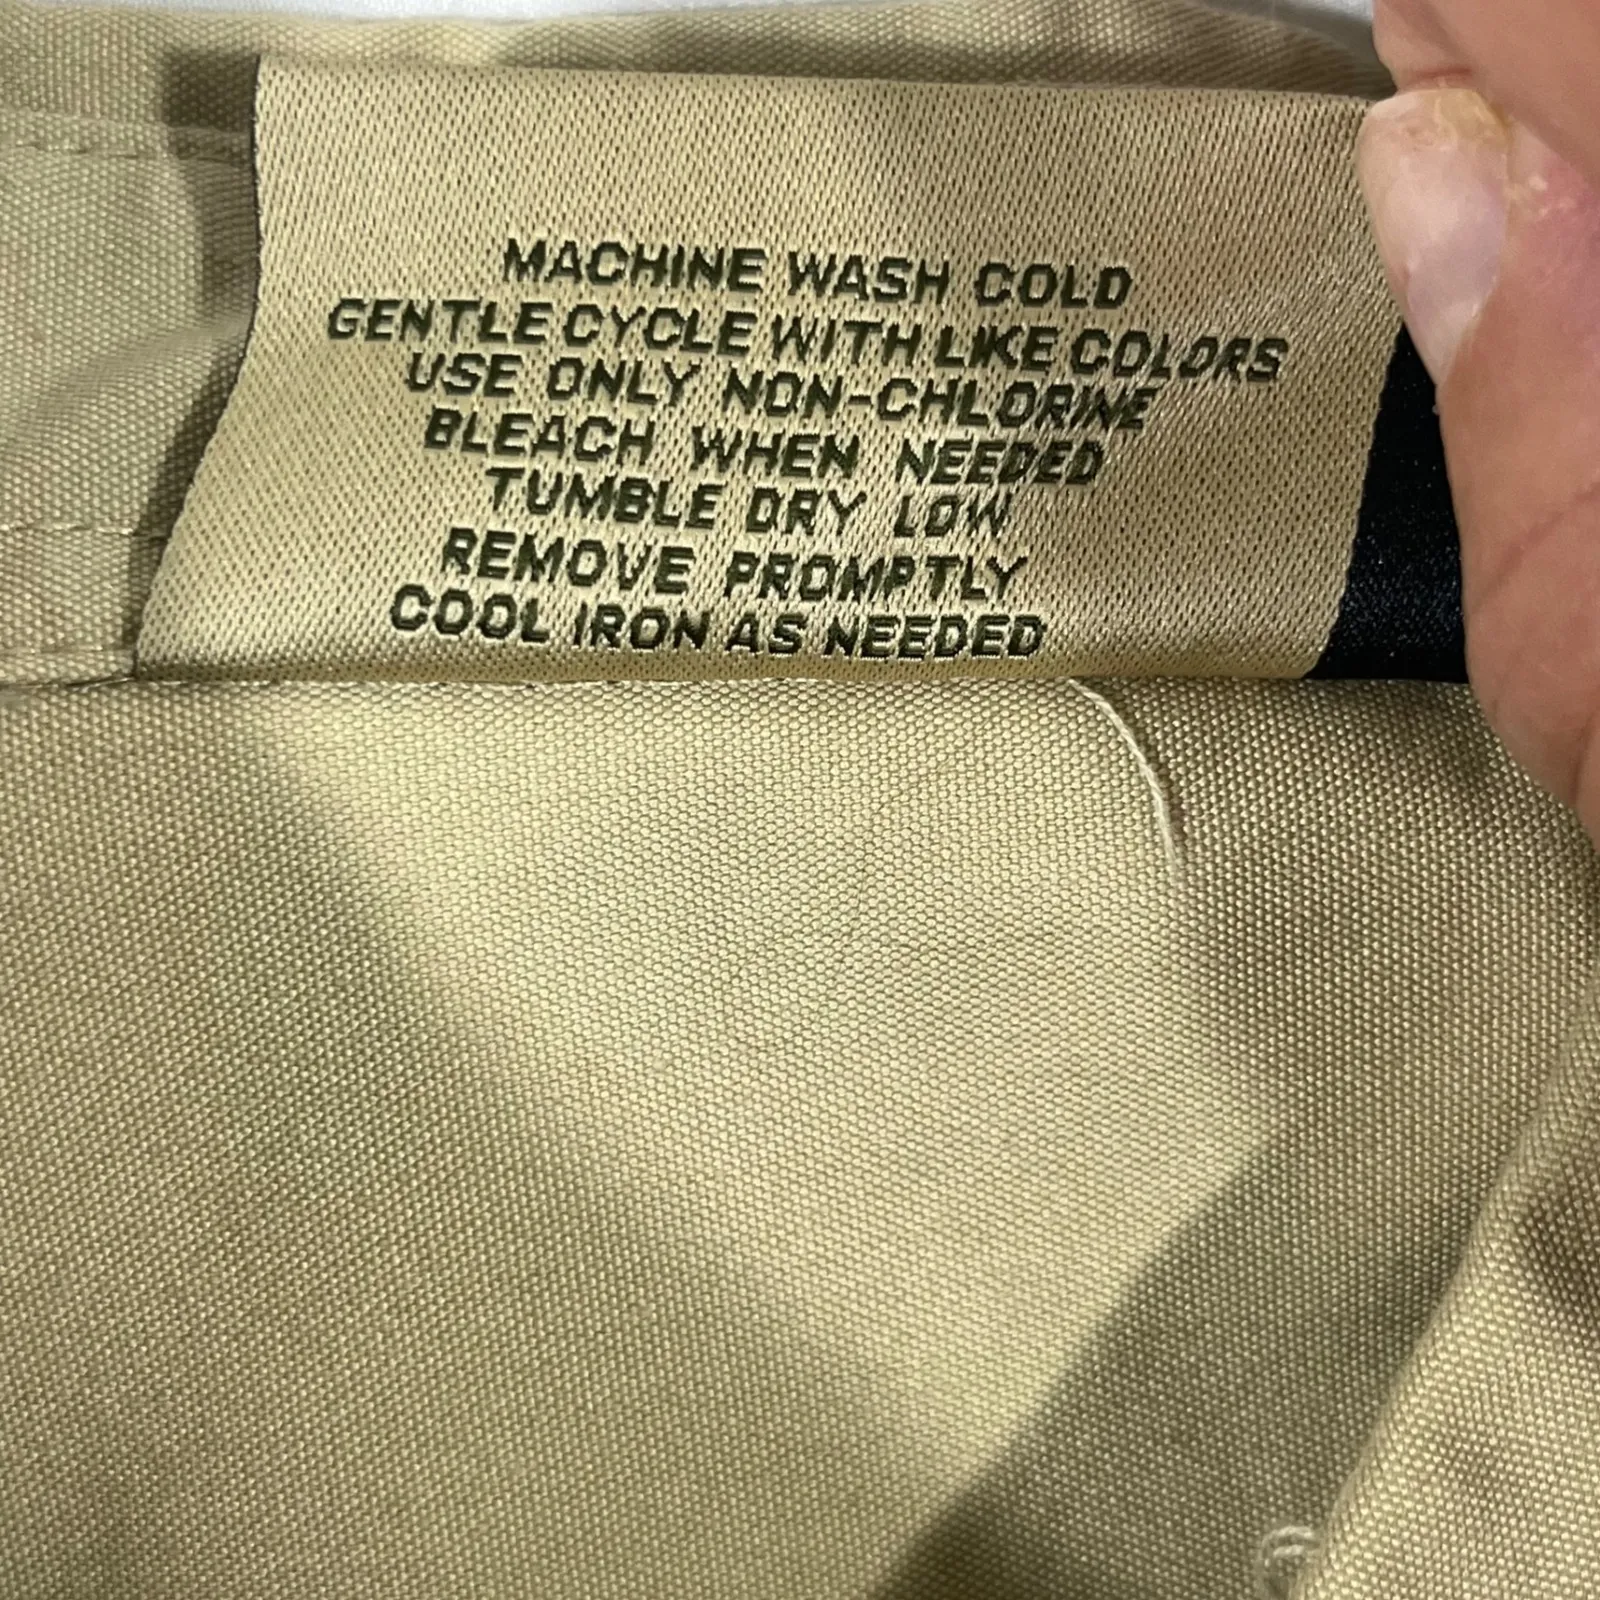 MACHINE WASH COLD
GENTLE CYCLE WITH LIKE COLORS
USE ONLY NON-CHLORINE
BLEACH WHEN NEEDED
TUMBLE DRY LOW
REMOVE PROMPTLY
COOL IRON AS NEEDED